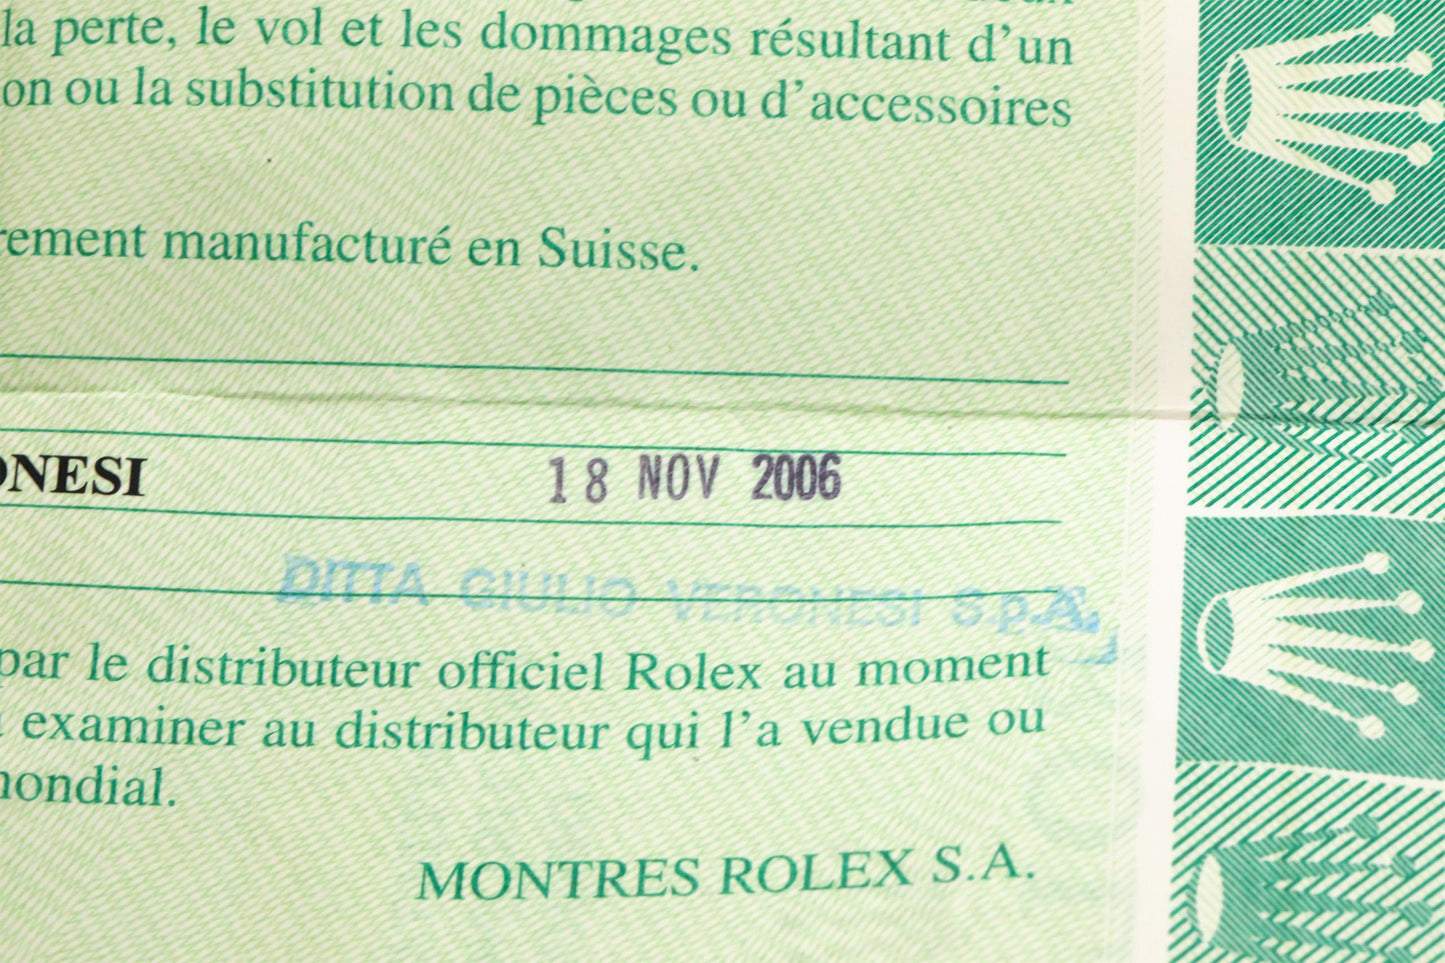 la perte, le vol et les dommages résultant d'un
on ou la substitution de pièces ou d'accessoires
rement manufacturé en Suisse.
ONESI 18 NOV 2006
DITTA GIULIO VERONESI S.p.A.
par le distributeur officiel Rolex au moment
examiner au distributeur qui l'a vendue ou
mondial.
MONTRES ROLEX S.A.